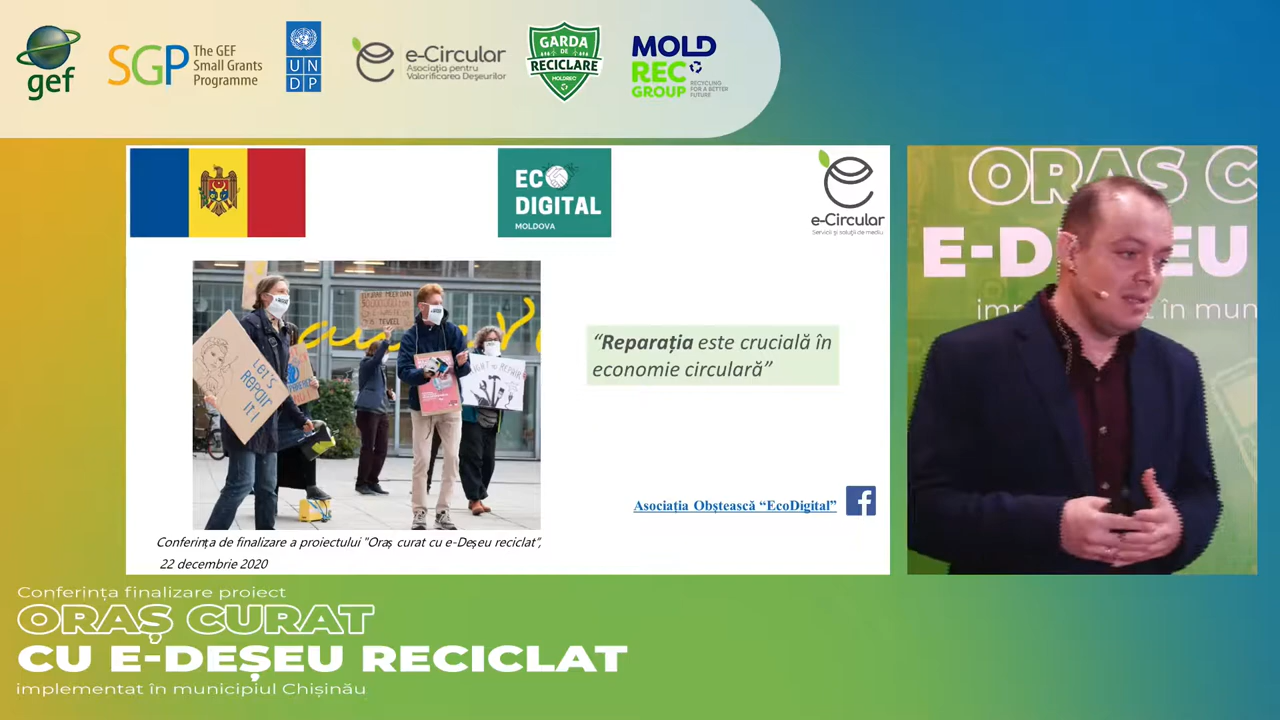 gef
SGP
The GEF
Small Grants
Programme
U N
D P
e-Circular
Asociația pentru
Valorificarea Deșeurilor
GARDA
DE
RECICLARE
MOLDREC
MOLD
REC
GROUP
RECYCLING
FOR A BETTER
FUTURE
ECO
DIGITAL
MOLDOVA
e-Circular
Servicii și soluții de mediu
LET'S
REPAIR
IT!
“Reparația este crucială în
economie circulară”
Asociația Obștească “EcoDigital”
Conferința de finalizare a proiectului "Oraș curat cu e-Deșeu reciclat”,
22 decembrie 2020
ORAȘ C
E-D EU
imp t în mun
Conferința finalizare proiect
ORAȘ CURAT
CU E-DEȘEU RECICLAT
implementat în municipiul Chișinău